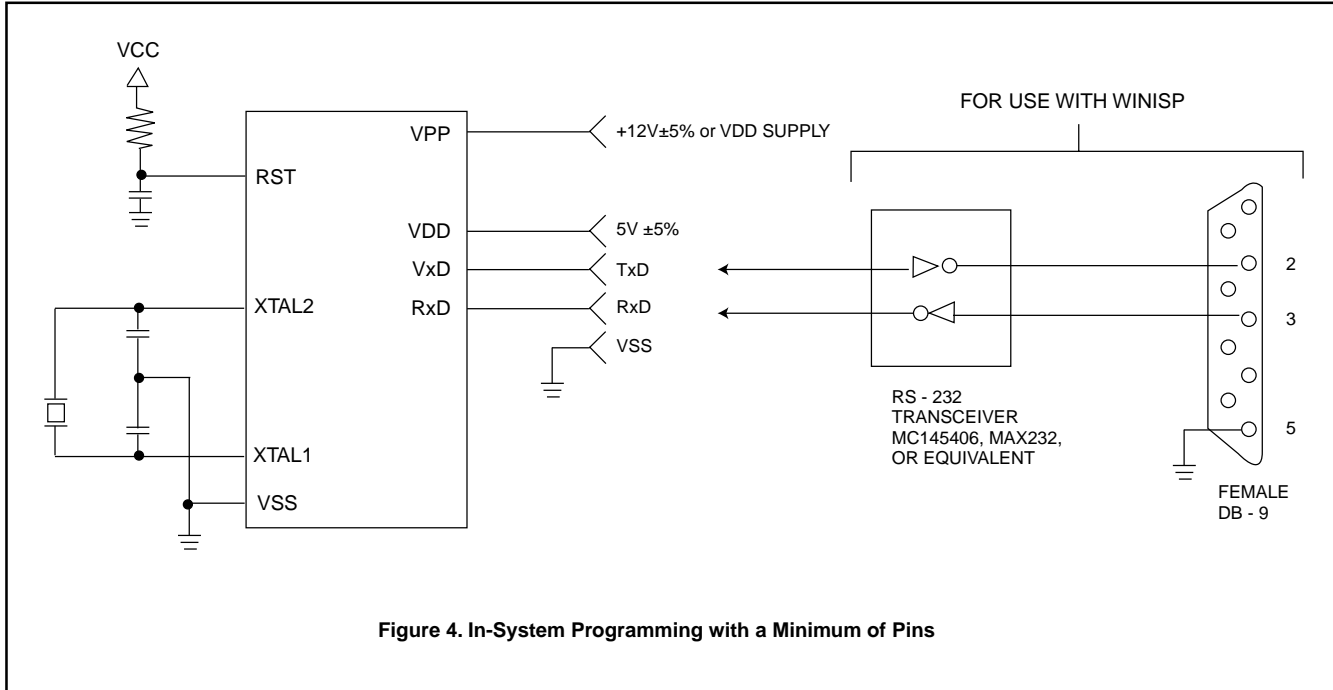 VCC
RST
XTAL2
XTAL1
VSS
VPP
VDD
VxD
RxD
+12V±5% or VDD SUPPLY
5V ±5%
TxD
RxD
VSS
FOR USE WITH WINISP
RS - 232
TRANSCEIVER
MC145406, MAX232,
OR EQUIVALENT
2
3
5
FEMALE
DB - 9
Figure 4. In-System Programming with a Minimum of Pins